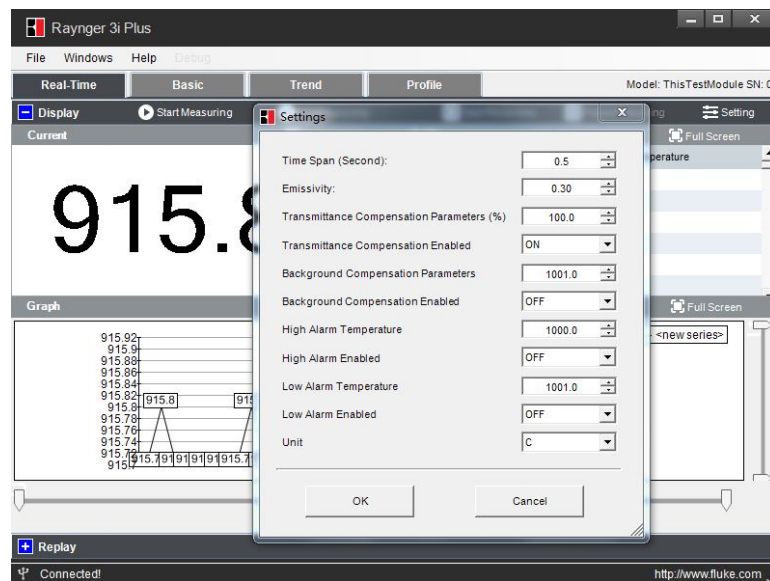 Raynger 3i Plus
File Windows Help Debug
Real-Time Basic Trend Profile Model: ThisTestModule SN:
Display Start Measuring Setting
Settings
Current Full Screen
Time Span (Second): 0.5
Emissivity: 0.30
915.8
Transmittance Compensation Parameters (%) 100.0
Transmittance Compensation Enabled ON
Background Compensation Parameters 1001.0
Background Compensation Enabled OFF
Graph Full Screen
High Alarm Temperature 1000.0
<new series>
High Alarm Enabled OFF
Low Alarm Temperature 1001.0
Low Alarm Enabled OFF
Unit C
915.92
915.9
915.88
915.86
915.84
915.82
915.8
915.78
915.76
915.74
915.72
915.7
915.8
OK Cancel
Replay
Connected! http://www.fluke.com